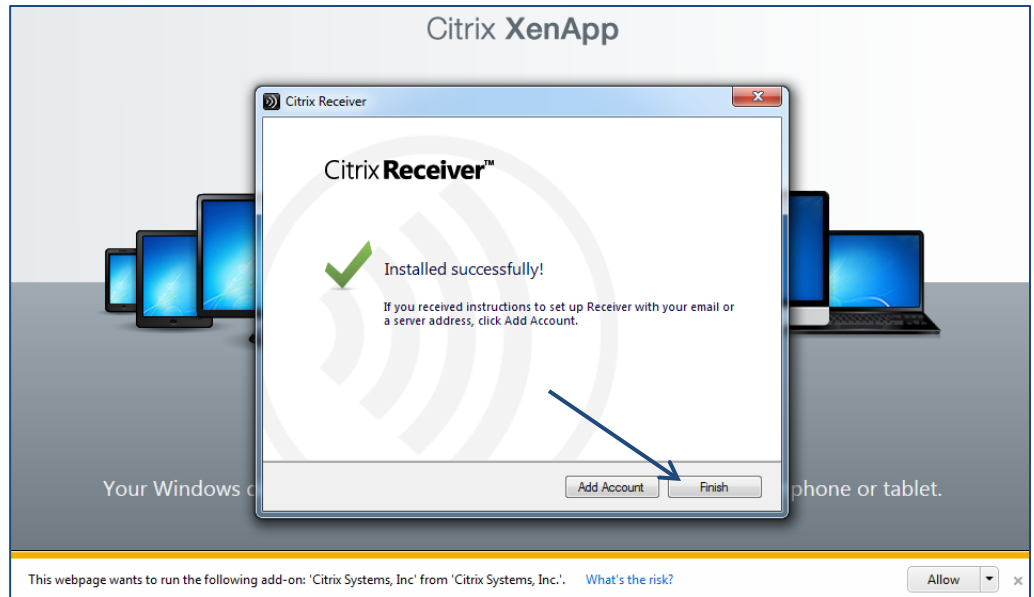 Citrix XenApp
Citrix Receiver
Citrix Receiver™
Installed successfully!
If you received instructions to set up Receiver with your email or
a server address, click Add Account.
Add Account
Finish
Your Windows
phone or tablet.
This webpage wants to run the following add-on: 'Citrix Systems, Inc' from 'Citrix Systems, Inc.'. What's the risk?
Allow